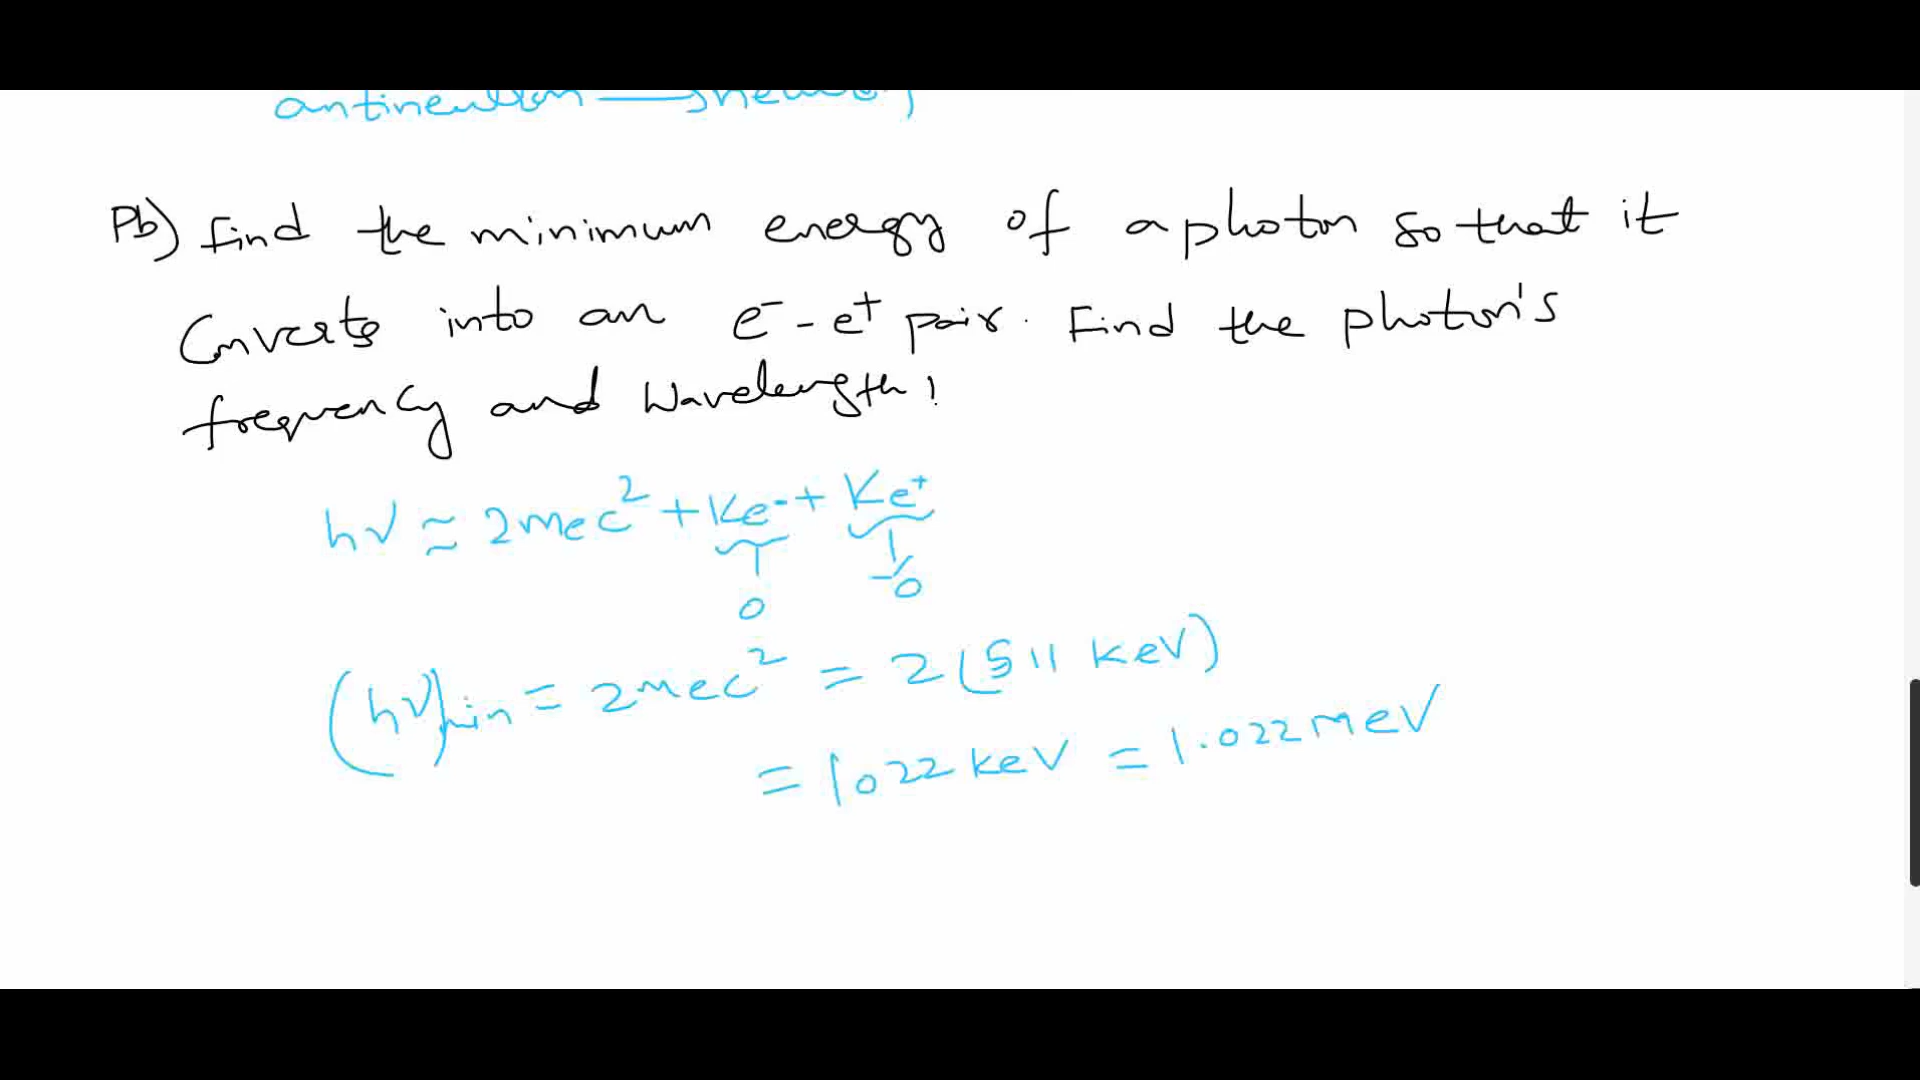 antineutron
Pb) Find the minimum energy of a photon so that it
Converts into an e⁻ - e⁺ pair. Find the photon's
frequency and wavelength!
hν ≃ 2mec² + Ke⁻ + Ke⁺
0 0
(hν)min = 2mec² = 2(511 keV)
= 1022 keV = 1.022 meV